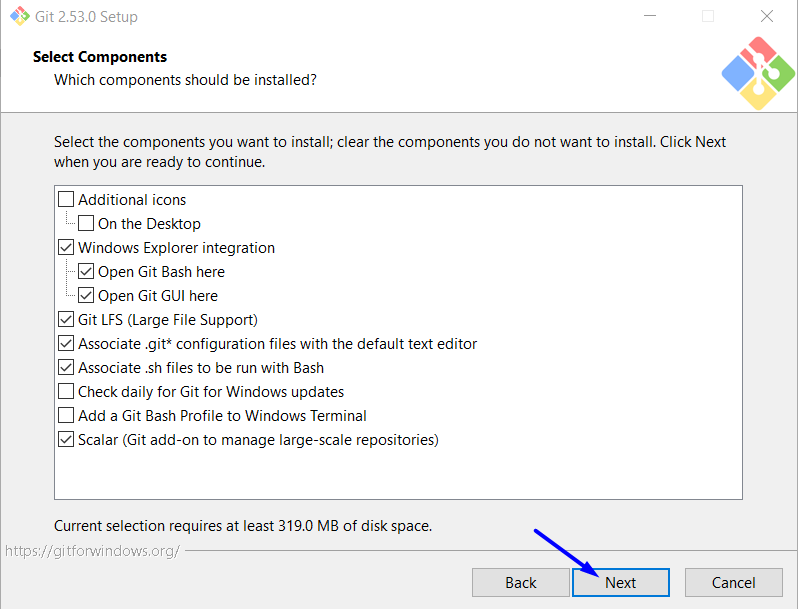 Git 2.53.0 Setup
Select Components
Which components should be installed?
Select the components you want to install; clear the components you do not want to install. Click Next
when you are ready to continue.
Additional icons
On the Desktop
Windows Explorer integration
Open Git Bash here
Open Git GUI here
Git LFS (Large File Support)
Associate .git* configuration files with the default text editor
Associate .sh files to be run with Bash
Check daily for Git for Windows updates
Add a Git Bash Profile to Windows Terminal
Scalar (Git add-on to manage large-scale repositories)
Current selection requires at least 319.0 MB of disk space.
https://gitforwindows.org/
Back Next Cancel